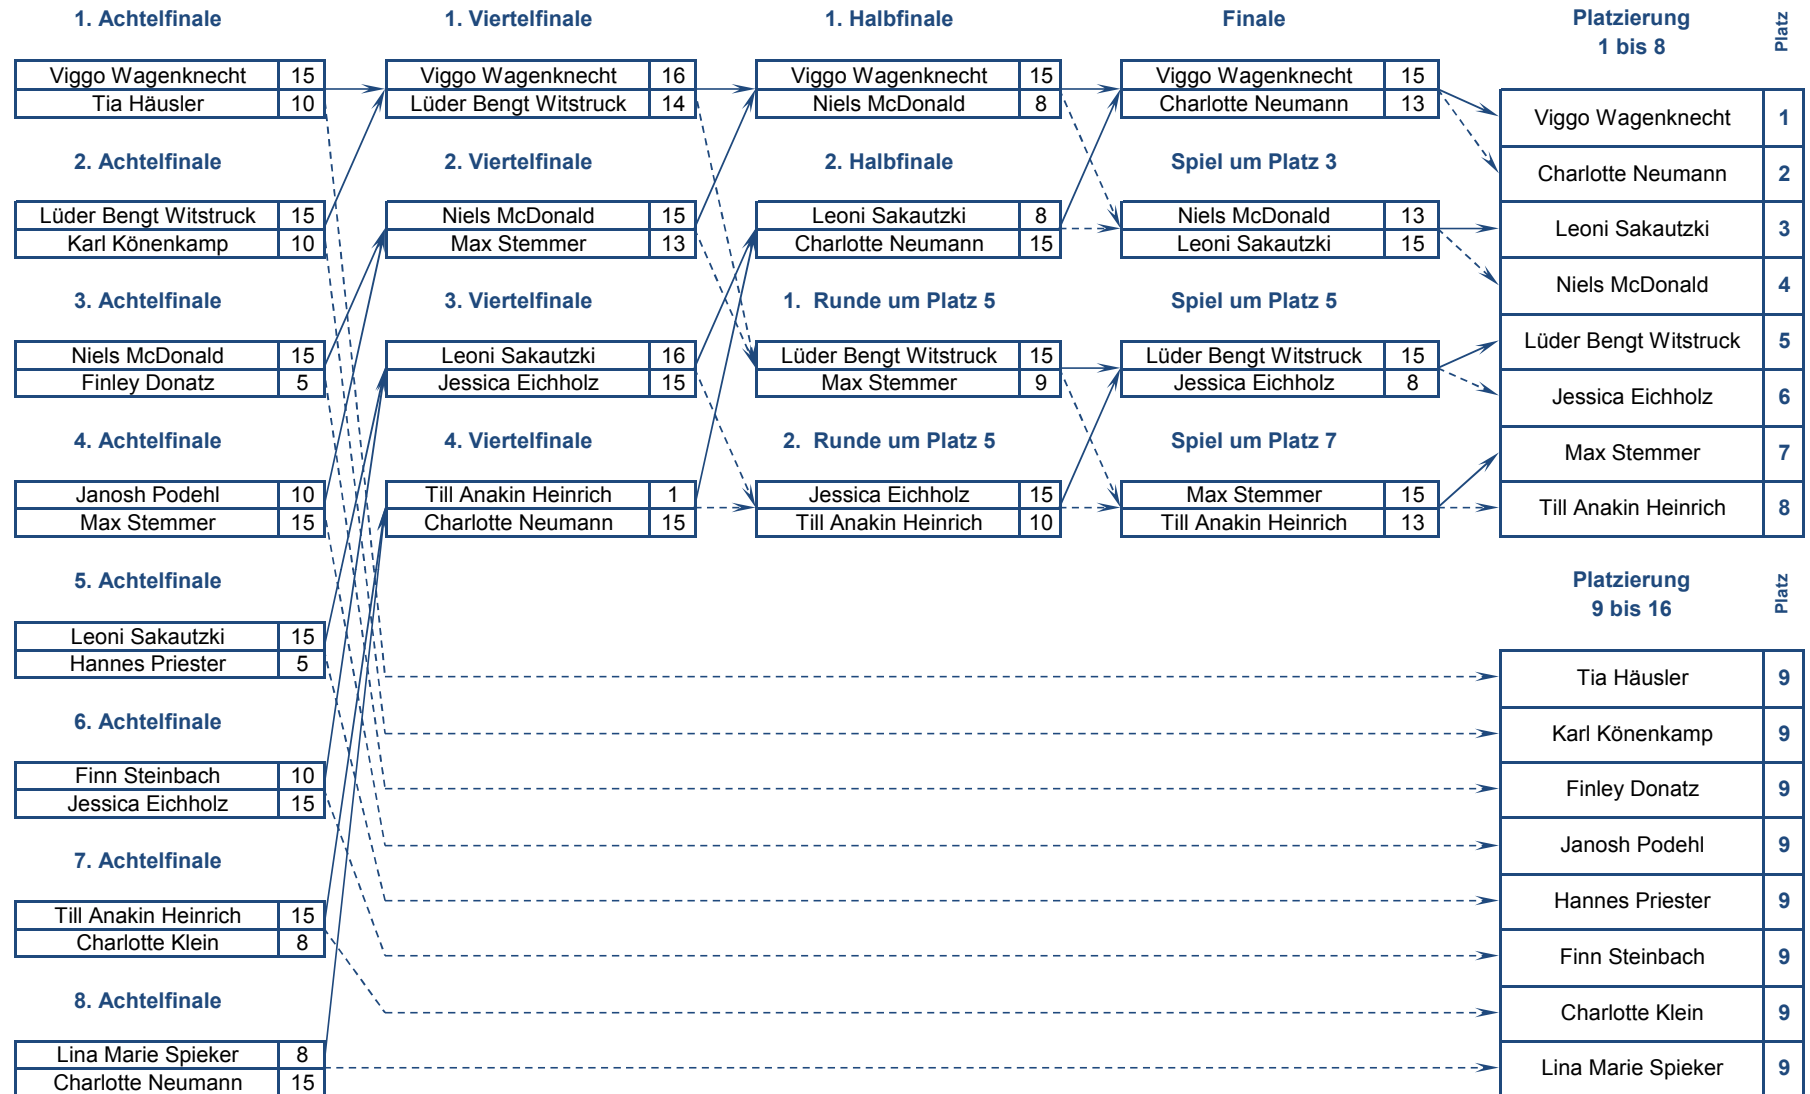 1. Achtelfinale 1. Viertelfinale 1. Halbfinale Finale Platzierung Platz
1 bis 8
Viggo Wagenknecht 15 Viggo Wagenknecht 16 Viggo Wagenknecht 15 Viggo Wagenknecht 15
Tia Häusler 10 Lüder Bengt Witstruck 14 Niels McDonald 8 Charlotte Neumann 13
Viggo Wagenknecht 1
2. Achtelfinale 2. Viertelfinale 2. Halbfinale Spiel um Platz 3
Charlotte Neumann 2
Lüder Bengt Witstruck 15 Niels McDonald 15 Leoni Sakautzki 8 Niels McDonald 13
Leoni Sakautzki 3
Karl Könenkamp 10 Max Stemmer 13 Charlotte Neumann 15 Leoni Sakautzki 15
Niels McDonald 4
3. Achtelfinale 3. Viertelfinale 1. Runde um Platz 5 Spiel um Platz 5
Lüder Bengt Witstruck 5
Niels McDonald 15 Leoni Sakautzki 16 Lüder Bengt Witstruck 15 Lüder Bengt Witstruck 15
Finley Donatz 5 Jessica Eichholz 15 Max Stemmer 9 Jessica Eichholz 8
Jessica Eichholz 6
4. Achtelfinale 4. Viertelfinale 2. Runde um Platz 5 Spiel um Platz 7
Max Stemmer 7
Janosh Podehl 10 Till Anakin Heinrich 1 Jessica Eichholz 15 Max Stemmer 15
Till Anakin Heinrich 8
Max Stemmer 15 Charlotte Neumann 15 Till Anakin Heinrich 10 Till Anakin Heinrich 13
5. Achtelfinale Platzierung Platz
9 bis 16
Leoni Sakautzki 15
Hannes Priester 5
Tia Häusler 9
6. Achtelfinale
Karl Könenkamp 9
Finn Steinbach 10
Finley Donatz 9
Jessica Eichholz 15
Janosh Podehl 9
7. Achtelfinale
Hannes Priester 9
Till Anakin Heinrich 15
Charlotte Klein 8
Finn Steinbach 9
8. Achtelfinale
Charlotte Klein 9
Lina Marie Spieker 8
Lina Marie Spieker 9
Charlotte Neumann 15